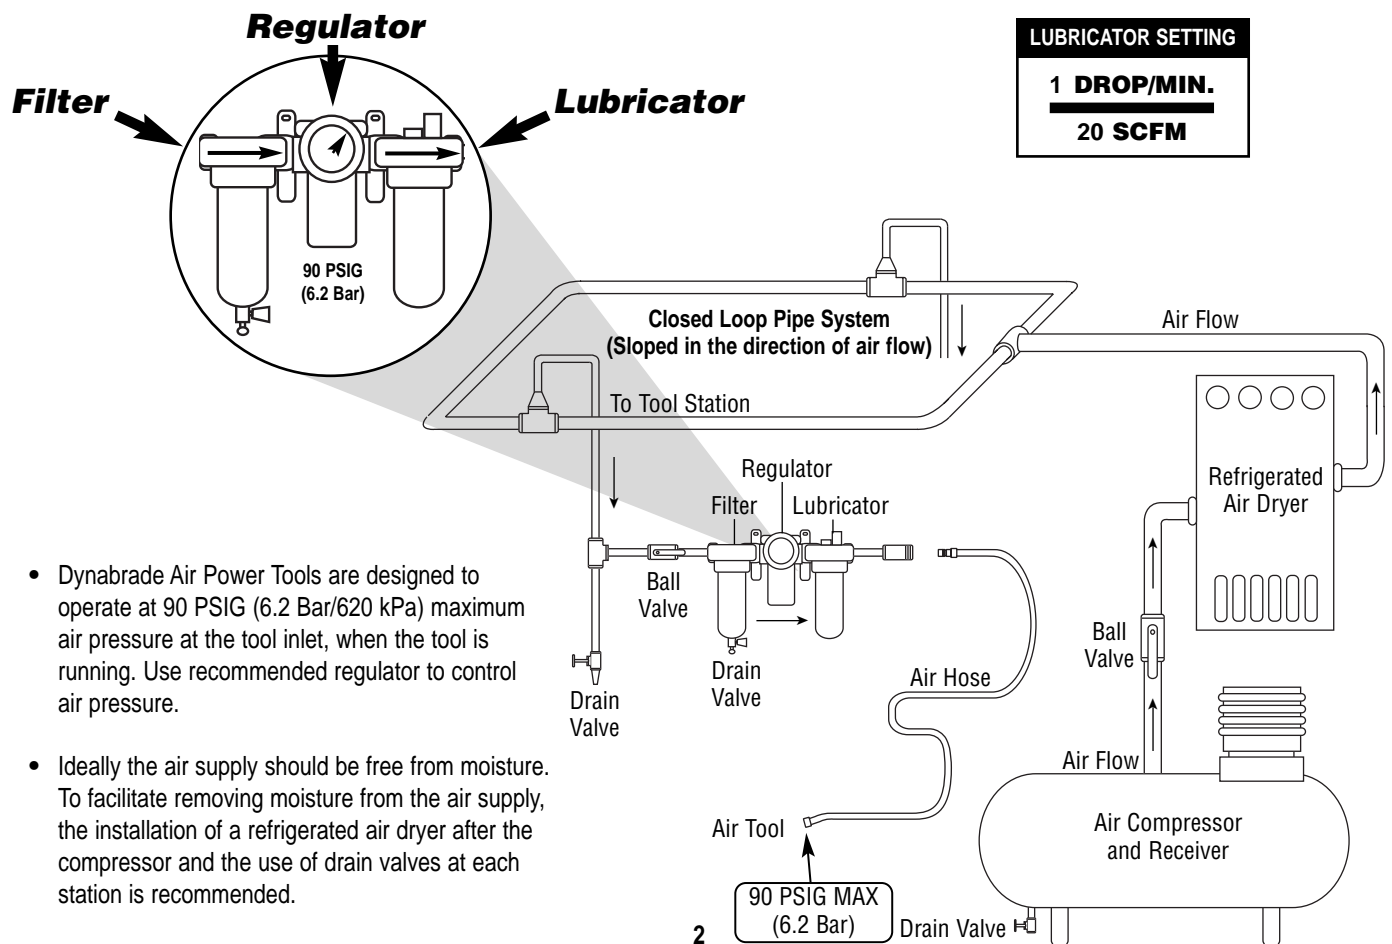 Regulator
Filter
Lubricator
90 PSIG
(6.2 Bar)
LUBRICATOR SETTING
1 DROP/MIN.
20 SCFM
Closed Loop Pipe System
(Sloped in the direction of air flow)
Air Flow
To Tool Station
Refrigerated
Air Dryer
Regulator
Filter
Lubricator
Ball
Valve
Drain
Valve
Drain
Valve
Air Hose
Ball
Valve
Air Flow
Air Compressor
and Receiver
Air Tool
90 PSIG MAX
(6.2 Bar)
Drain Valve
• Dynabrade Air Power Tools are designed to
operate at 90 PSIG (6.2 Bar/620 kPa) maximum
air pressure at the tool inlet, when the tool is
running. Use recommended regulator to control
air pressure.
• Ideally the air supply should be free from moisture.
To facilitate removing moisture from the air supply,
the installation of a refrigerated air dryer after the
compressor and the use of drain valves at each
station is recommended.
2